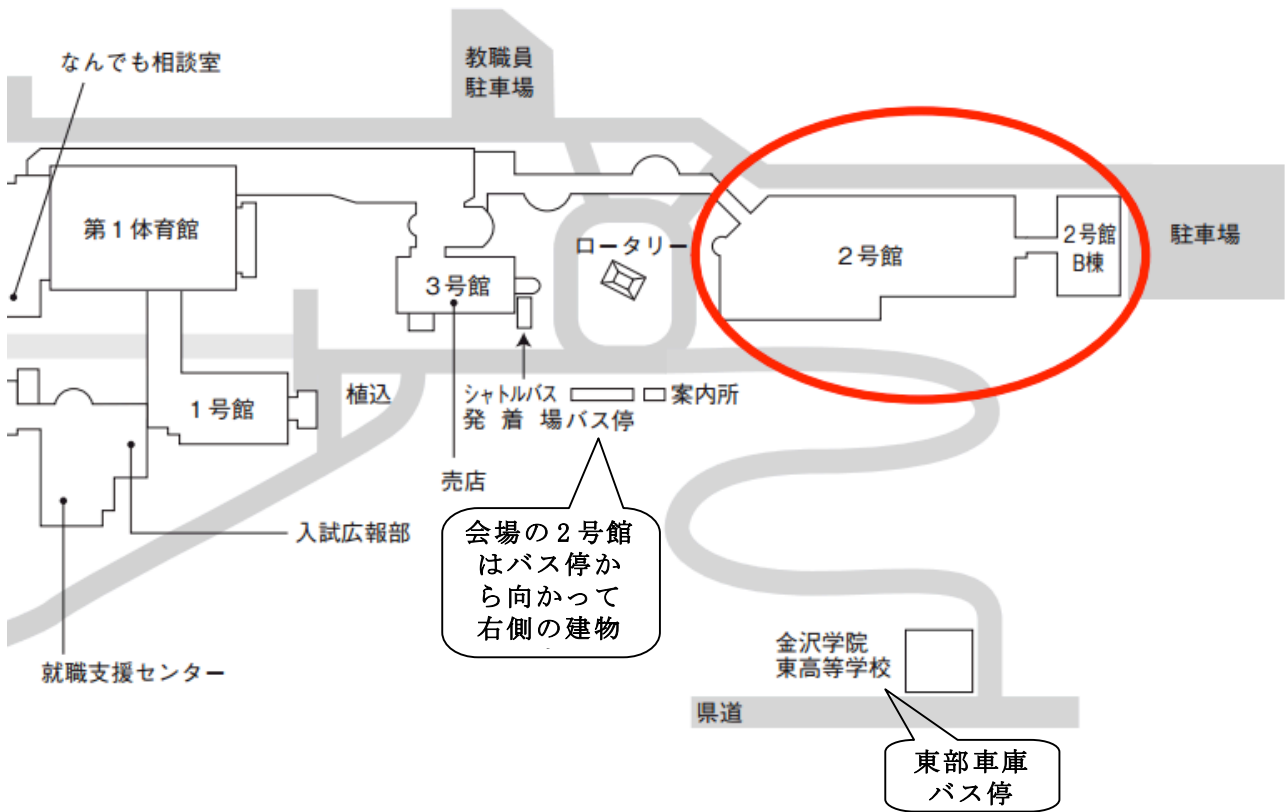 なんでも相談室
教職員
駐車場
第１体育館
３号館
ロータリー
２号館
２号館
B棟
駐車場
１号館
植込
シャトルバス
発着場
バス停
案内所
売店
入試広報部
就職支援センター
会場の２号館
はバス停か
ら向かって
右側の建物
金沢学院
東高等学校
県道
東部車庫
バス停